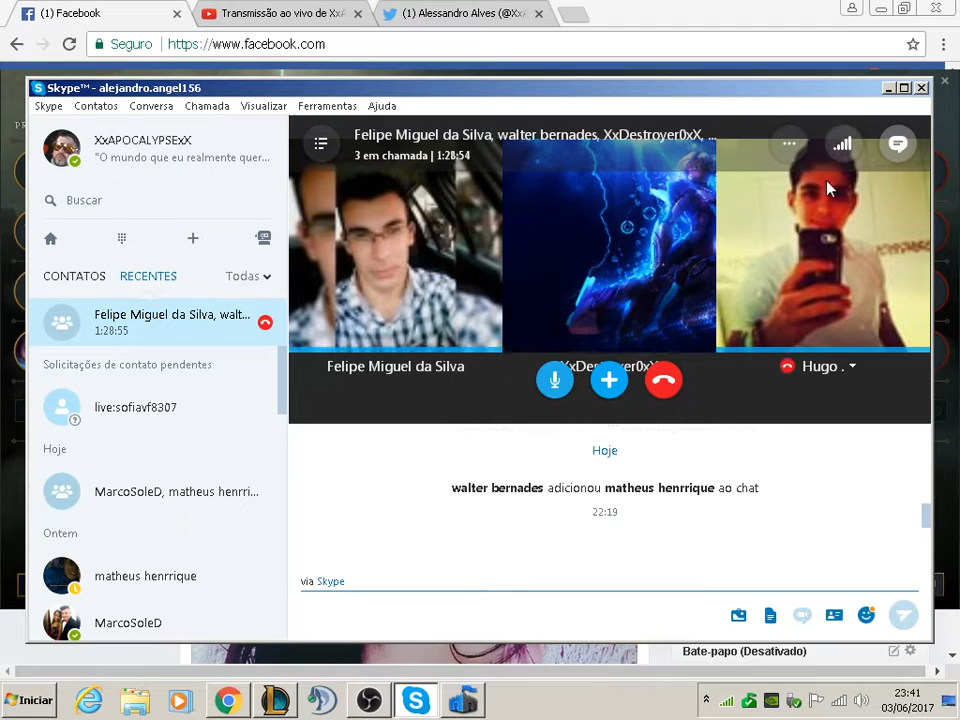 (1) Facebook
Transmissão ao vivo de XxA
(1) Alessandro Alves (@XxA
Seguro
https://www.facebook.com
Skype™ - alejandro.angel156
Skype Contatos Conversa Chamada Visualizar Ferramentas Ajuda
XxAPOCALYPSExX
"O mundo que eu realmente quer...
Buscar
CONTATOS RECENTES Todas
Felipe Miguel da Silva, walt...
1:28:55
Solicitações de contato pendentes
live:sofiavf8307
Hoje
MarcoSoleD, matheus henrri...
Ontem
matheus henrrique
MarcoSoleD
Felipe Miguel da Silva, walter bernades, XxDestroyer0xX, ...
3 em chamada | 1:28:54
Felipe Miguel da Silva
XxDestroyer0xX
Hugo .
Hoje
walter bernades adicionou matheus henrrique ao chat
22:19
via Skype
Bate-papo (Desativado)
Iniciar
23:41
03/06/2017